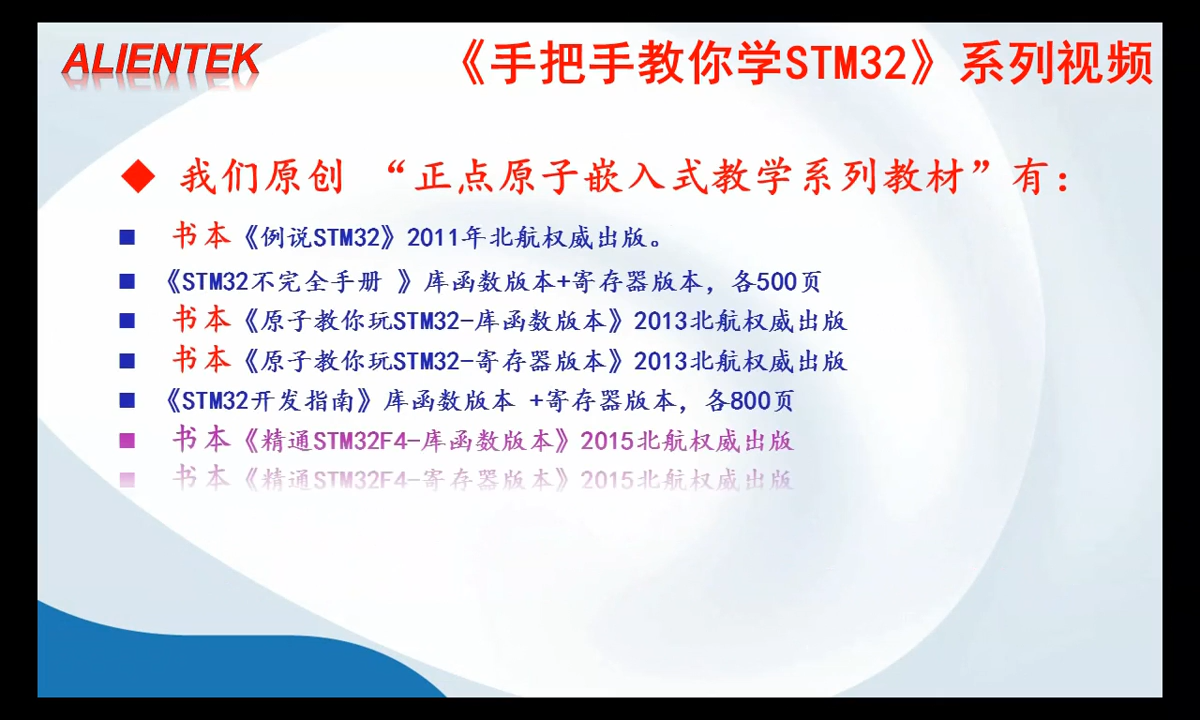 ALIENTEK
《手把手教你学STM32》系列视频
我们原创 “正点原子嵌入式教学系列教材”有：
书本《例说STM32》2011年北航权威出版。
《STM32不完全手册 》库函数版本+寄存器版本，各500页
书本《原子教你玩STM32-库函数版本》2013北航权威出版
书本《原子教你玩STM32-寄存器版本》2013北航权威出版
《STM32开发指南》库函数版本 +寄存器版本，各800页
书本《精通STM32F4-库函数版本》2015北航权威出版
书本《精通STM32F4-寄存器版本》2015北航权威出版